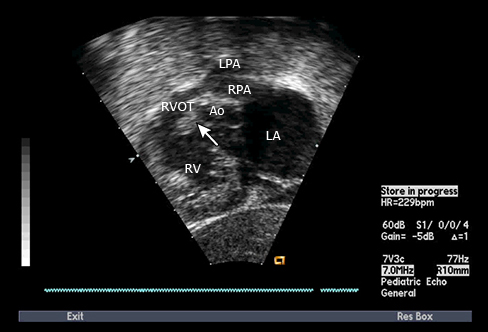 LPA
RPA
RVOT
Ao
LA
RV
Store in progress
HR=229bpm
60dB S1/ 0/0/4
Gain= -5dB Δ=1
7V3c 77Hz
7.0MHz R10mm
Pediatric Echo
General
Exit Res Box